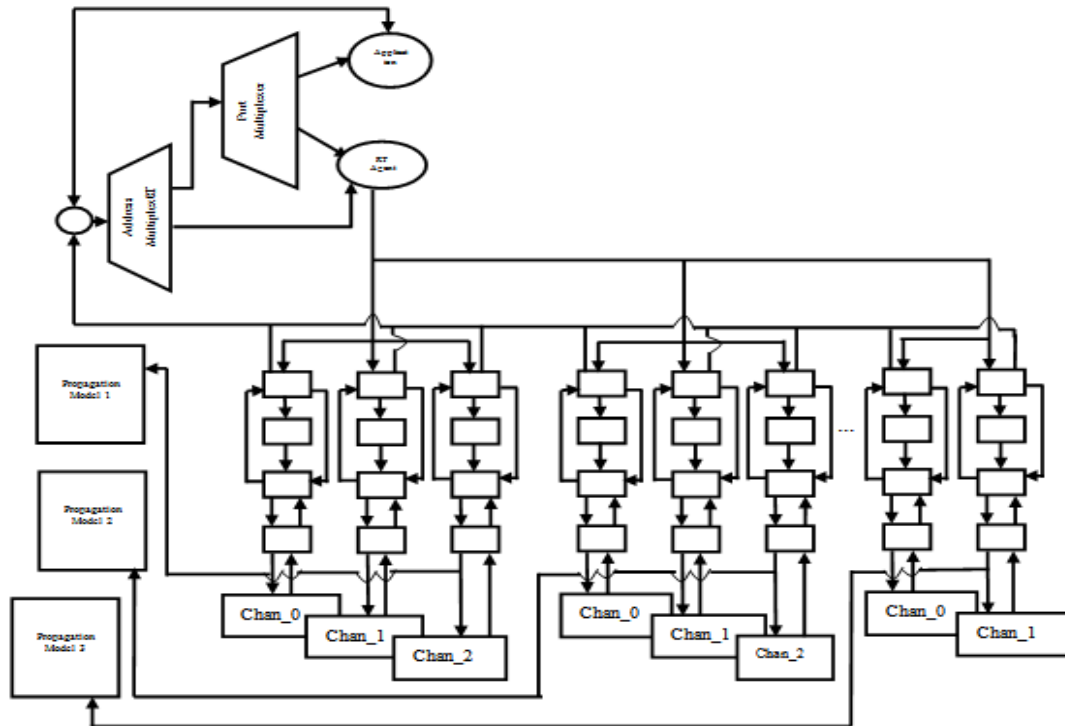 Port
Multiplexer
RT
Agent
Address
Propagation
Model 1
Propagation
Model 2
Propagation
Model 3
...
Chan_0
Chan_1
Chan_2
Chan_0
Chan_1
Chan_2
Chan_0
Chan_1